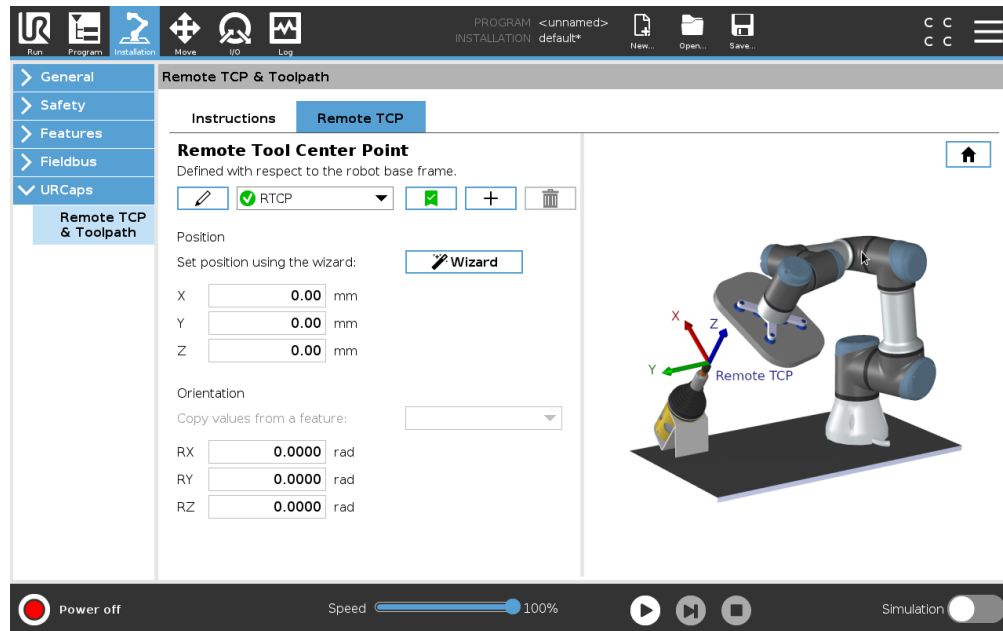 PROGRAM <unnamed>
INSTALLATION default*
UR
Run Program Installation Move I/O Log New... Open... Save...
C C
C C
General
Safety
Features
Fieldbus
URCaps
Remote TCP
& Toolpath
Remote TCP & Toolpath
Instructions Remote TCP
Remote Tool Center Point
Defined with respect to the robot base frame.
RTCP
Position
Set position using the wizard: Wizard
X 0.00 mm
Y 0.00 mm
Z 0.00 mm
Orientation
Copy values from a feature:
RX 0.0000 rad
RY 0.0000 rad
RZ 0.0000 rad
X
Z
Y
Remote TCP
Power off Speed 100% Simulation